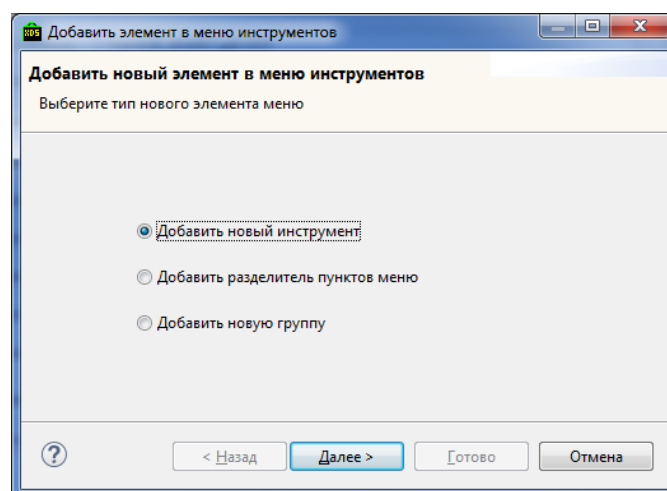 XDS Добавить элемент в меню инструментов
Добавить новый элемент в меню инструментов
Выберите тип нового элемента меню
Добавить новый инструмент
Добавить разделитель пунктов меню
Добавить новую группу
? < Назад Далее > Готово Отмена